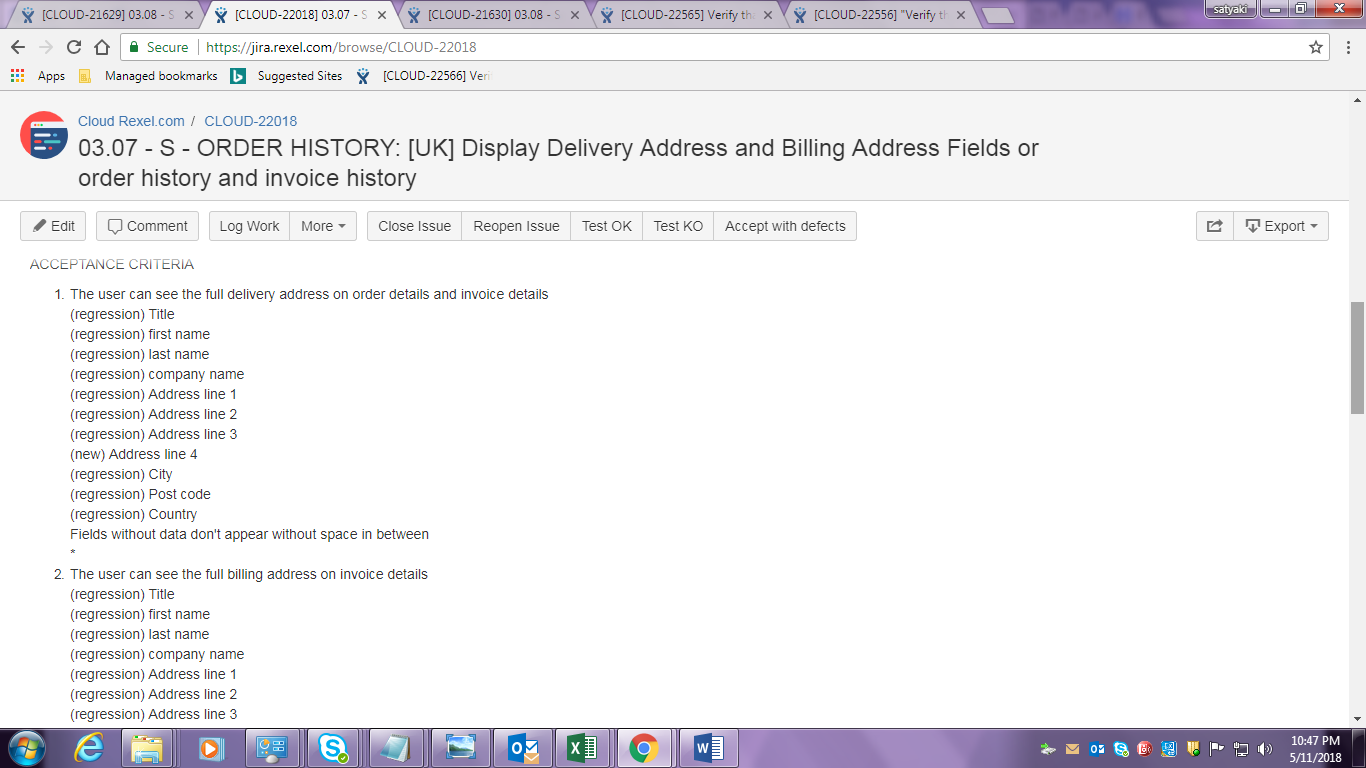 [CLOUD-21629] 03.08 - S
[CLOUD-22018] 03.07 - S
[CLOUD-21630] 03.08 - S
[CLOUD-22565] Verify th
[CLOUD-22556] "Verify th
satyaki
Secure
https://jira.rexel.com/browse/CLOUD-22018
Apps
Managed bookmarks
Suggested Sites
[CLOUD-22566] Veri
Cloud Rexel.com / CLOUD-22018
03.07 - S - ORDER HISTORY: [UK] Display Delivery Address and Billing Address Fields or
order history and invoice history
Edit
Comment
Log Work
More
Close Issue
Reopen Issue
Test OK
Test KO
Accept with defects
Export
ACCEPTANCE CRITERIA
1. The user can see the full delivery address on order details and invoice details
(regression) Title
(regression) first name
(regression) last name
(regression) company name
(regression) Address line 1
(regression) Address line 2
(regression) Address line 3
(new) Address line 4
(regression) City
(regression) Post code
(regression) Country
Fields without data don't appear without space in between
*
2. The user can see the full billing address on invoice details
(regression) Title
(regression) first name
(regression) last name
(regression) company name
(regression) Address line 1
(regression) Address line 2
(regression) Address line 3
10:47 PM
5/11/2018